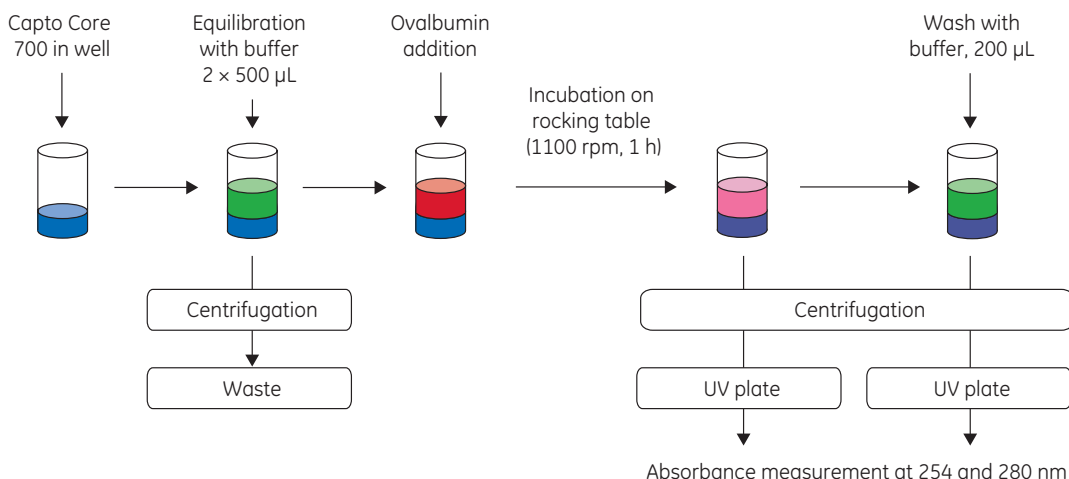 Capto Core
700 in well
Equilibration
with buffer
2 × 500 µL
Ovalbumin
addition
Incubation on
rocking table
(1100 rpm, 1 h)
Wash with
buffer, 200 µL
Centrifugation
Waste
Centrifugation
UV plate
UV plate
Absorbance measurement at 254 and 280 nm